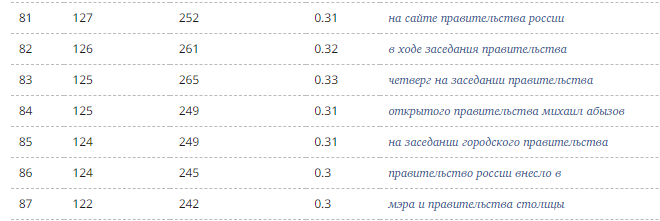 81 127 252 0.31 на сайте правительства россии
82 126 261 0.32 в ходе заседания правительства
83 125 265 0.33 четверг на заседании правительства
84 125 249 0.31 открытого правительства михаил абызов
85 124 249 0.31 на заседании городского правительства
86 124 245 0.3 правительство россии внесло в
87 122 242 0.3 мэра и правительства столицы